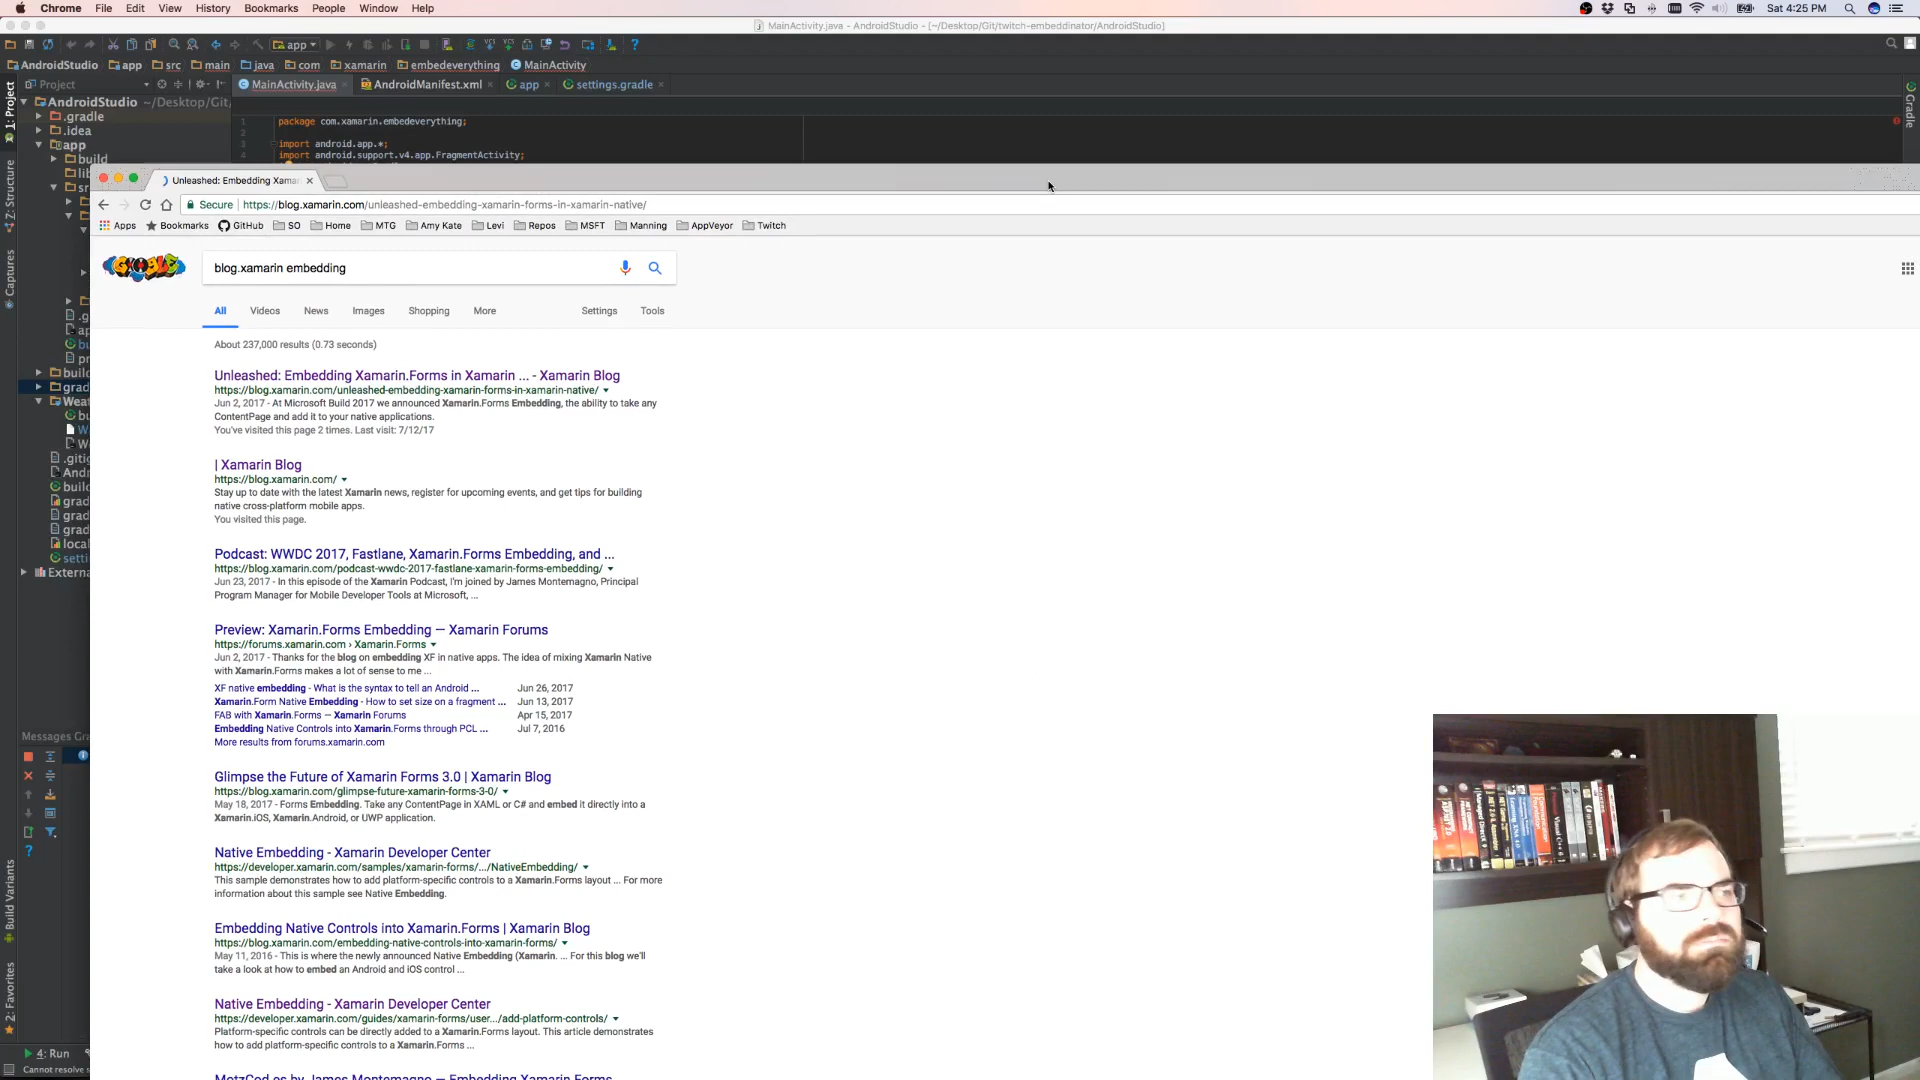 Chrome File Edit View History Bookmarks People Window Help
Sat 4:25 PM
MainActivity.java - AndroidStudio - [~/Desktop/Git/twitch-embeddinator/AndroidStudio]
app
AndroidStudio app src main java com xamarin embedeverything MainActivity
Project
MainActivity.java AndroidManifest.xml app settings.gradle
1: Project
Z: Structure
Captures
Build Variants
2: Favorites
Gradle
AndroidStudio ~/Desktop/Git/
.gradle
.idea
app
build
1 package com.xamarin.embedeverything;
2
3 import android.app.*;
4 import android.support.v4.app.FragmentActivity;
Unleashed: Embedding Xama
Secure https://blog.xamarin.com/unleashed-embedding-xamarin-forms-in-xamarin-native/
Apps Bookmarks GitHub SO Home MTG Amy Kate Levi Repos MSFT Manning AppVeyor Twitch
blog.xamarin embedding
All Videos News Images Shopping More Settings Tools
About 237,000 results (0.73 seconds)
Unleashed: Embedding Xamarin.Forms in Xamarin ... - Xamarin Blog
https://blog.xamarin.com/unleashed-embedding-xamarin-forms-in-xamarin-native/
Jun 2, 2017 - At Microsoft Build 2017 we announced Xamarin.Forms Embedding, the ability to take any
ContentPage and add it to your native applications.
You've visited this page 2 times. Last visit: 7/12/17
| Xamarin Blog
https://blog.xamarin.com/
Stay up to date with the latest Xamarin news, register for upcoming events, and get tips for building
native cross-platform mobile apps.
You visited this page.
Podcast: WWDC 2017, Fastlane, Xamarin.Forms Embedding, and ...
https://blog.xamarin.com/podcast-wwdc-2017-fastlane-xamarin-forms-embedding/
Jun 23, 2017 - In this episode of the Xamarin Podcast, I'm joined by James Montemagno, Principal
Program Manager for Mobile Developer Tools at Microsoft, ...
Preview: Xamarin.Forms Embedding — Xamarin Forums
https://forums.xamarin.com › Xamarin.Forms
Jun 2, 2017 - Thanks for the blog on embedding XF in native apps. The idea of mixing Xamarin Native
with Xamarin.Forms makes a lot of sense to me ...
XF native embedding - What is the syntax to tell an Android ... Jun 26, 2017
Xamarin.Form Native Embedding - How to set size on a fragment ... Jun 13, 2017
FAB with Xamarin.Forms — Xamarin Forums Apr 15, 2017
Embedding Native Controls into Xamarin.Forms through PCL ... Jul 7, 2016
More results from forums.xamarin.com
Glimpse the Future of Xamarin Forms 3.0 | Xamarin Blog
https://blog.xamarin.com/glimpse-future-xamarin-forms-3-0/
May 18, 2017 - Forms Embedding. Take any ContentPage in XAML or C# and embed it directly into a
Xamarin.iOS, Xamarin.Android, or UWP application.
Native Embedding - Xamarin Developer Center
https://developer.xamarin.com/samples/xamarin-forms/.../NativeEmbedding/
This sample demonstrates how to add platform-specific controls to a Xamarin.Forms layout ... For more
information about this sample see Native Embedding.
Embedding Native Controls into Xamarin.Forms | Xamarin Blog
https://blog.xamarin.com/embedding-native-controls-into-xamarin-forms/
May 11, 2016 - This is where the newly announced Native Embedding (Xamarin. ... For this blog we'll
take a look at how to embed an Android and iOS control ...
Native Embedding - Xamarin Developer Center
https://developer.xamarin.com/guides/xamarin-forms/user.../add-platform-controls/
Platform-specific controls can be directly added to a Xamarin.Forms layout. This article demonstrates
how to add platform-specific controls to a Xamarin.Forms ...
Messages Gra
4: Run
Cannot resolve s